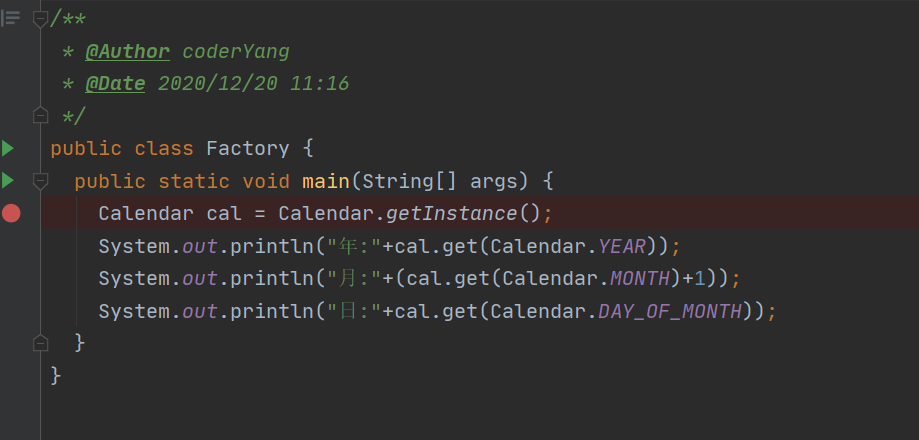 /**
 * @Author coderYang
 * @Date 2020/12/20 11:16
 */
public class Factory {
  public static void main(String[] args) {
    Calendar cal = Calendar.getInstance();
    System.out.println("年:"+cal.get(Calendar.YEAR));
    System.out.println("月:"+(cal.get(Calendar.MONTH)+1));
    System.out.println("日:"+cal.get(Calendar.DAY_OF_MONTH));
  }
}